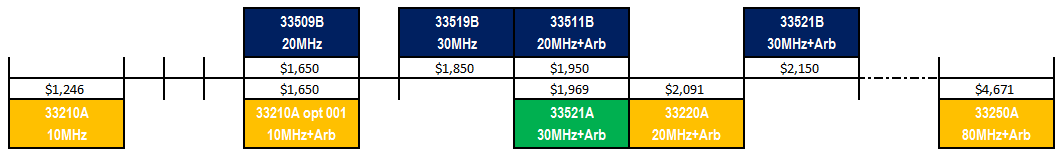 33509B
20MHz
33519B
30MHz
33511B
20MHz+Arb
33521B
30MHz+Arb
$1,650
$1,850
$1,950
$2,150
$1,246
$1,650
$1,969
$2,091
$4,671
33210A
10MHz
33210A opt 001
10MHz+Arb
33521A
30MHz+Arb
33220A
20MHz+Arb
33250A
80MHz+Arb